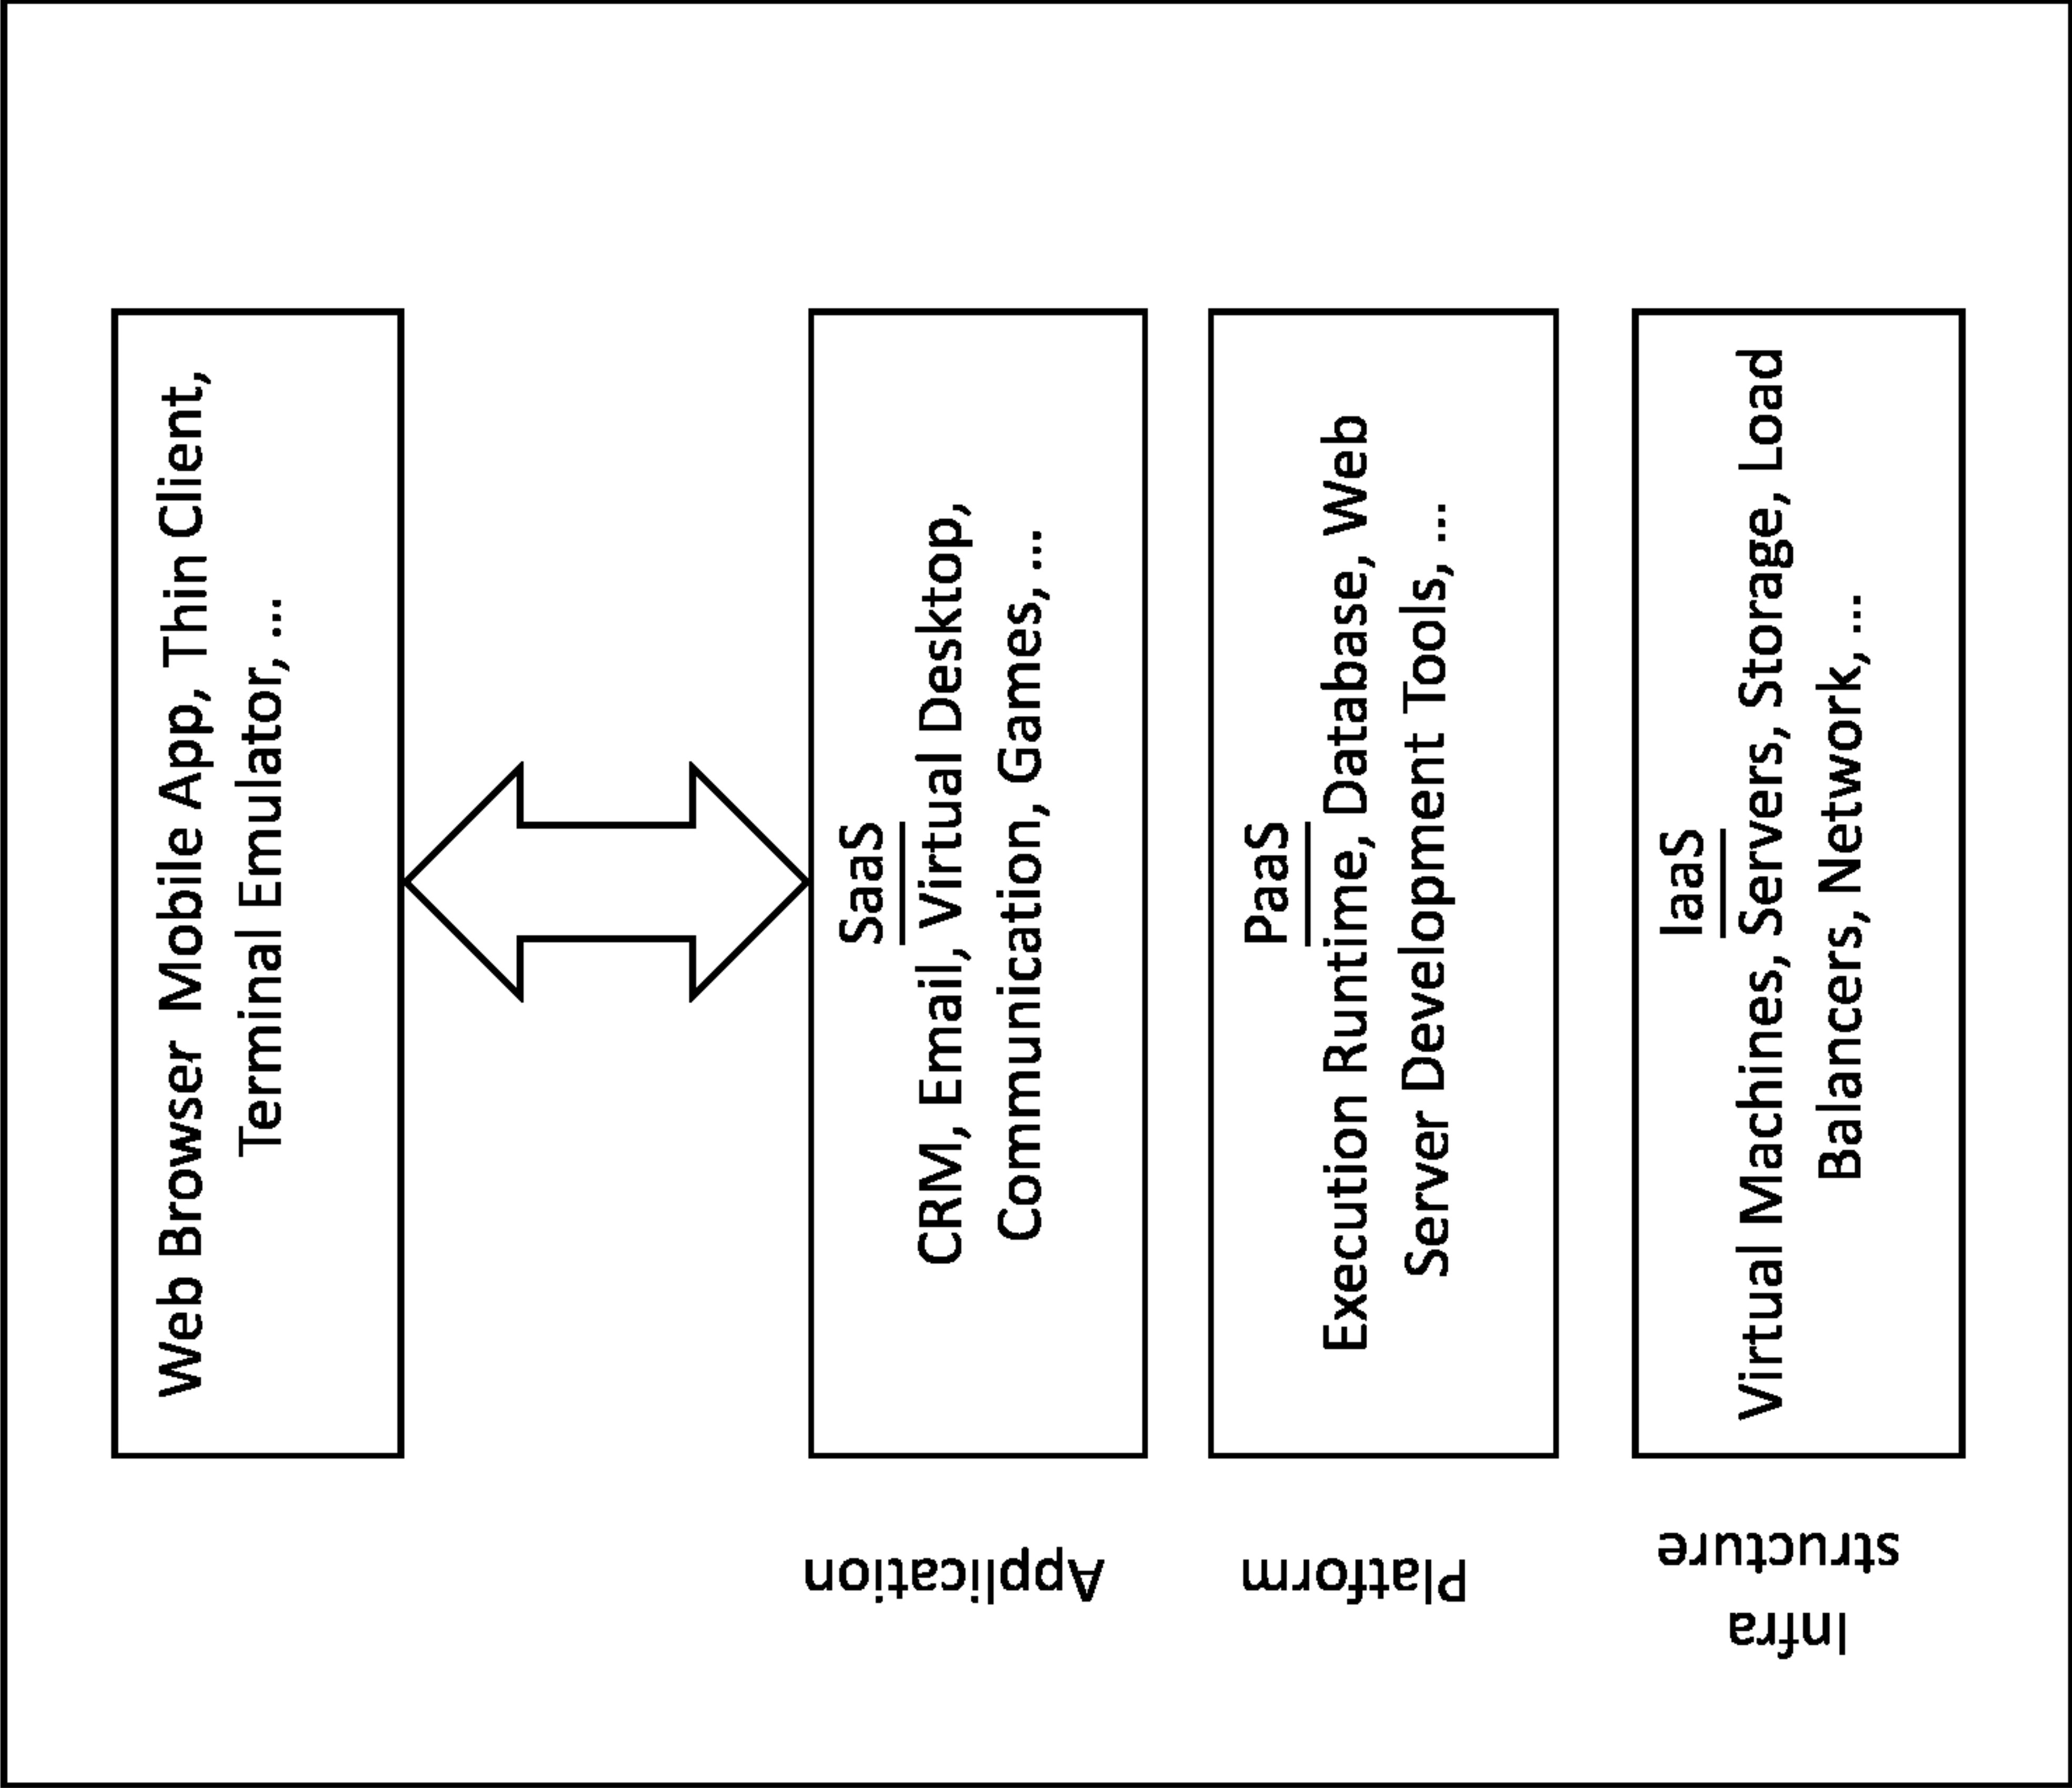 Web Browser Mobile App, Thin Client,
Terminal Emulator, ...
Application
SaaS
CRM, Email, Virtual Desktop,
Communication, Games, ...
Platform
PaaS
Execution Runtime, Database, Web
Server Development Tools, ...
Infra
structure
IaaS
Virtual Machines, Servers, Storage, Load
Balancers, Network, ...